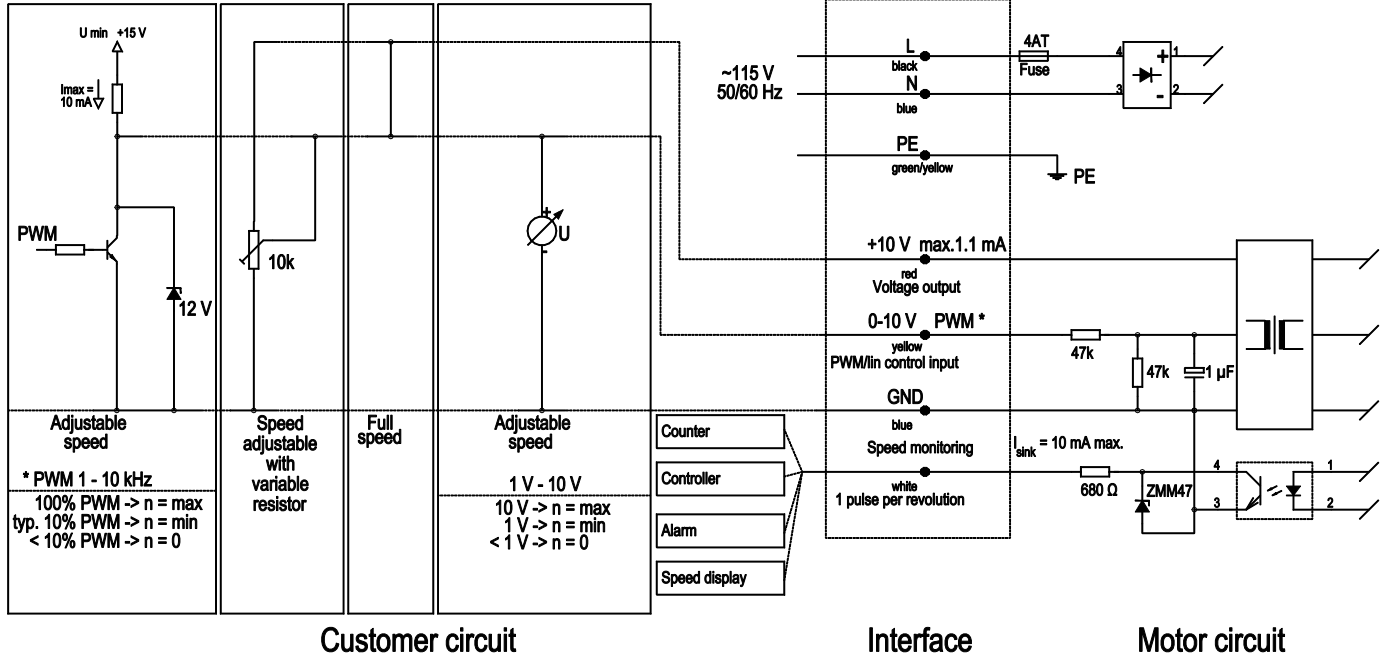 U min +15 V
Imax =
10 mA
PWM
12 V
Adjustable
speed
* PWM 1 - 10 kHz
100% PWM -> n = max
typ. 10% PWM -> n = min
< 10% PWM -> n = 0
10k
Speed
adjustable
with
variable
resistor
Full
speed
+
U
-
Adjustable
speed
1 V - 10 V
10 V -> n = max
1 V -> n = min
< 1 V -> n = 0
Customer circuit
~115 V
50/60 Hz
L
black
N
blue
PE
green/yellow
+10 V max.1.1 mA
red
Voltage output
0-10 V PWM *
yellow
PWM/lin control input
GND
blue
Speed monitoring
white
1 pulse per revolution
Counter
Controller
Alarm
Speed display
Interface
4AT
Fuse
4
+
1
3
-
2
PE
47k
47k
1 µF
Isink = 10 mA max.
680 Ω
ZMM47
4
1
3
2
Motor circuit